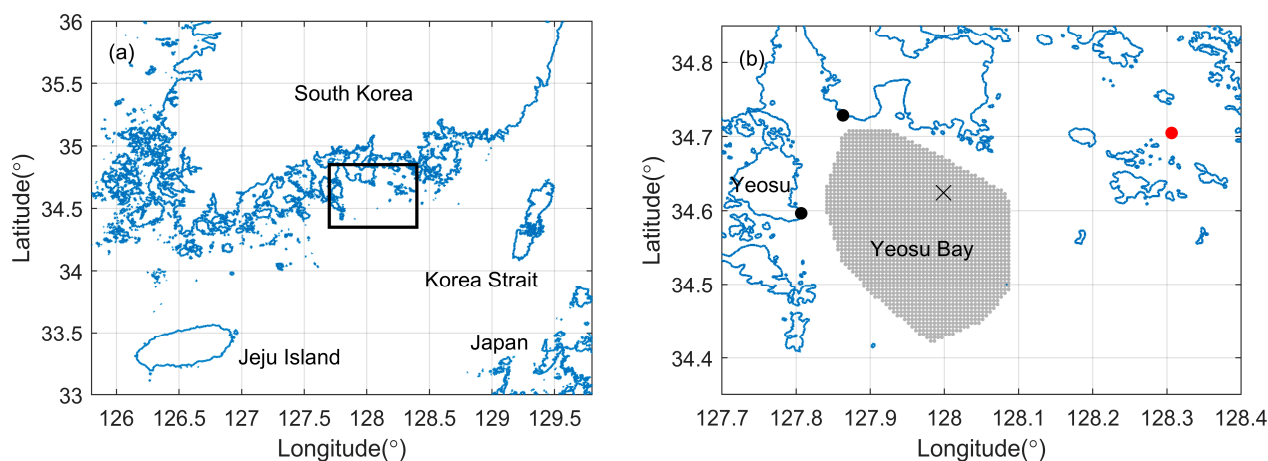 (a)
South Korea
Korea Strait
Japan
Jeju Island
36
35.5
35
34.5
34
33.5
33
126
126.5
127
127.5
128
128.5
129
129.5
Latitude(°)
Longitude(°)
(b)
Yeosu
Yeosu Bay
34.8
34.7
34.6
34.5
34.4
127.7
127.8
127.9
128
128.1
128.2
128.3
128.4
Latitude(°)
Longitude(°)